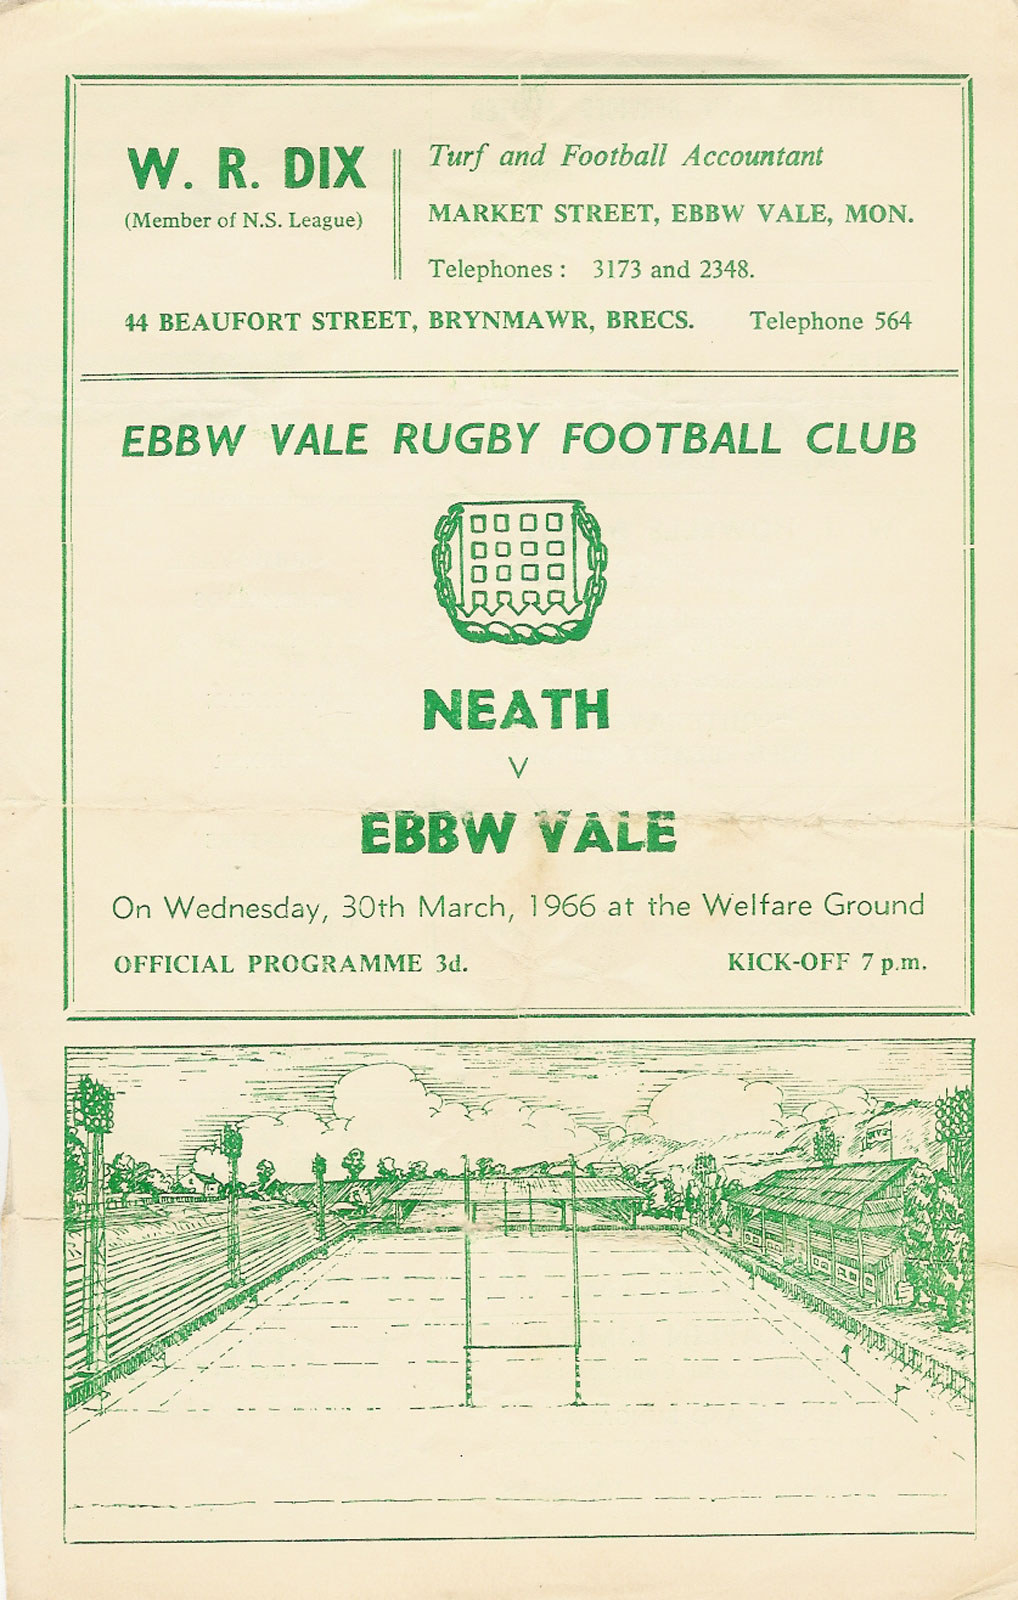 W. R. DIX
(Member of N.S. League)
Turf and Football Accountant
MARKET STREET, EBBW VALE, MON.
Telephones : 3173 and 2348.
44 BEAUFORT STREET, BRYNMAWR, BRECS. Telephone 564
EBBW VALE RUGBY FOOTBALL CLUB
NEATH
V
EBBW VALE
On Wednesday, 30th March, 1966 at the Welfare Ground
OFFICIAL PROGRAMME 3d. KICK-OFF 7 p.m.